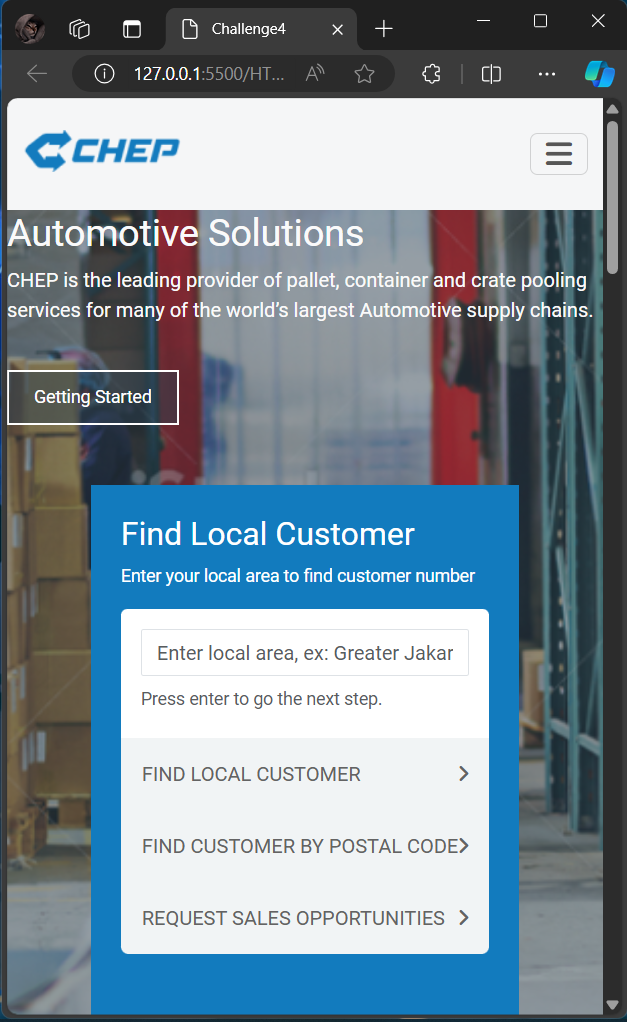 Challenge4
127.0.0.1:5500/HT...
CHEP
Automotive Solutions
CHEP is the leading provider of pallet, container and crate pooling
services for many of the world’s largest Automotive supply chains.
Getting Started
Find Local Customer
Enter your local area to find customer number
Enter local area, ex: Greater Jakar
Press enter to go the next step.
FIND LOCAL CUSTOMER
FIND CUSTOMER BY POSTAL CODE
REQUEST SALES OPPORTUNITIES